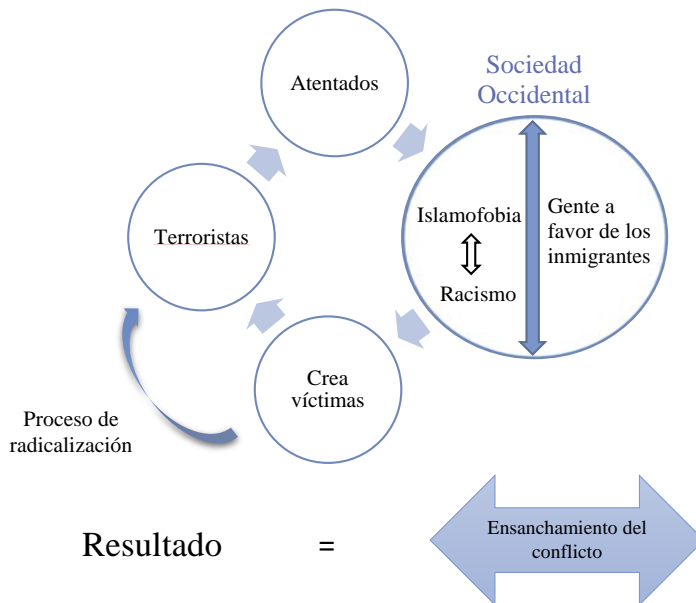 Atentados
Sociedad
Occidental
Terroristas
Islamofobia
Racismo
Gente a
favor de los
inmigrantes
Crea
víctimas
Proceso de
radicalización
Resultado =
Ensanchamiento del
conflicto